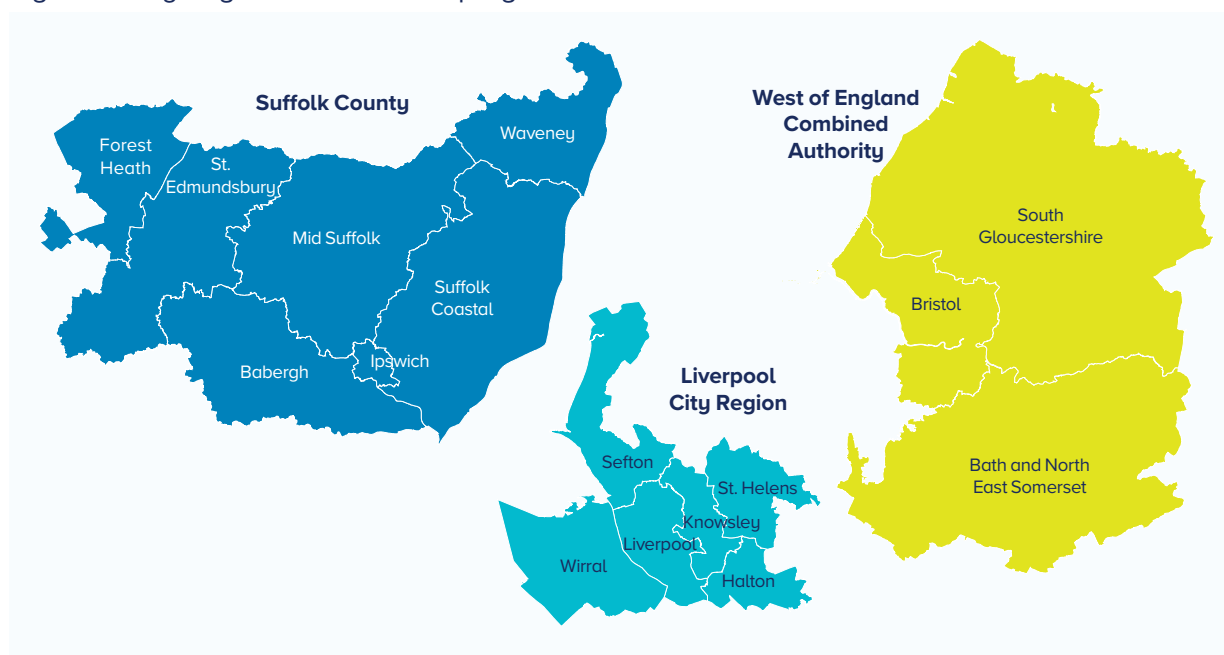 Suffolk County
Forest
Heath
St.
Edmundsbury
Waveney
Mid Suffolk
Suffolk
Coastal
Babergh
Ipswich
West of England
Combined
Authority
South
Gloucestershire
Bristol
Bath and North
East Somerset
Liverpool
City Region
Sefton
St. Helens
Knowsley
Liverpool
Wirral
Halton